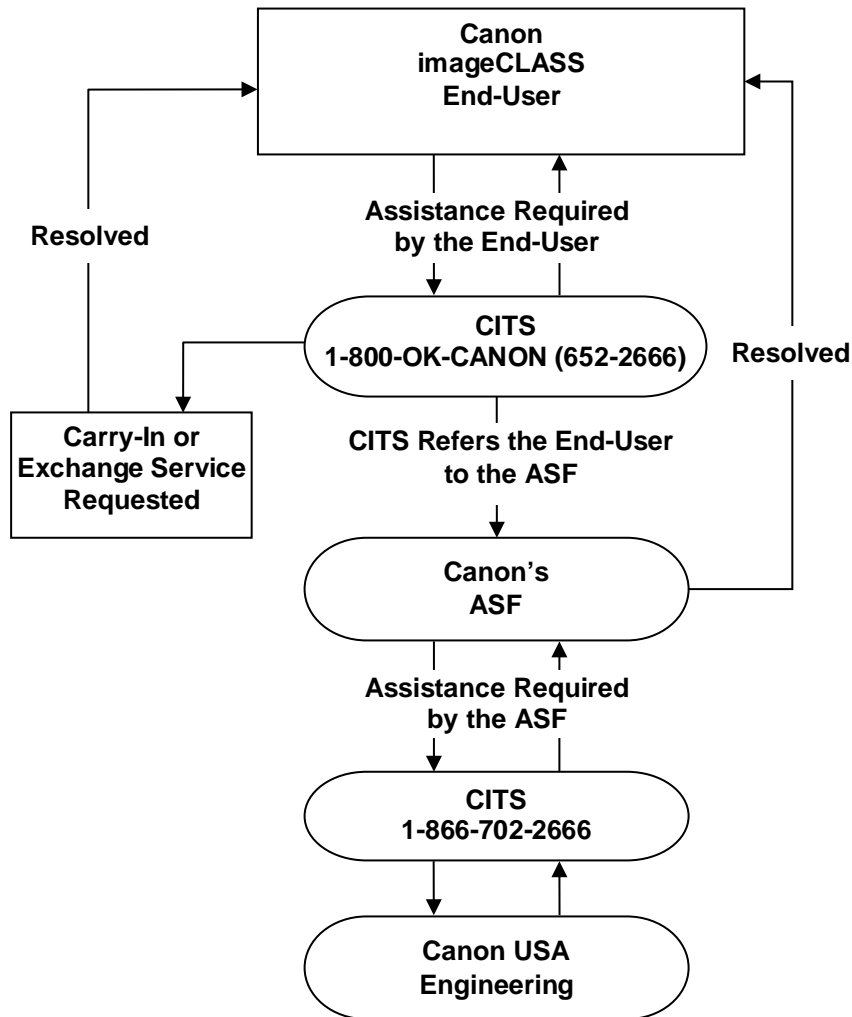 Canon
imageCLASS
End-User
Assistance Required
by the End-User
Resolved
CITS
1-800-OK-CANON (652-2666)
Resolved
Carry-In or
Exchange Service
Requested
CITS Refers the End-User
to the ASF
Canon’s
ASF
Assistance Required
by the ASF
CITS
1-866-702-2666
Canon USA
Engineering